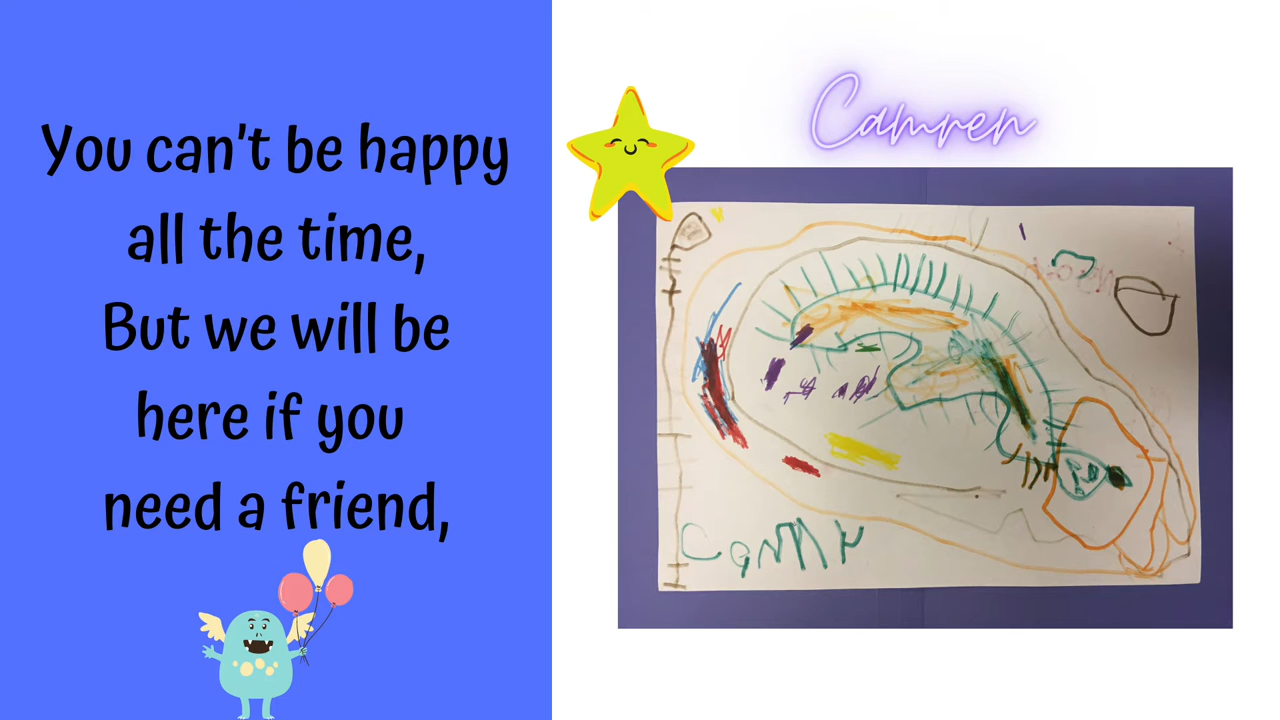 You can't be happy
all the time,
But we will be
here if you
need a friend,
Camren